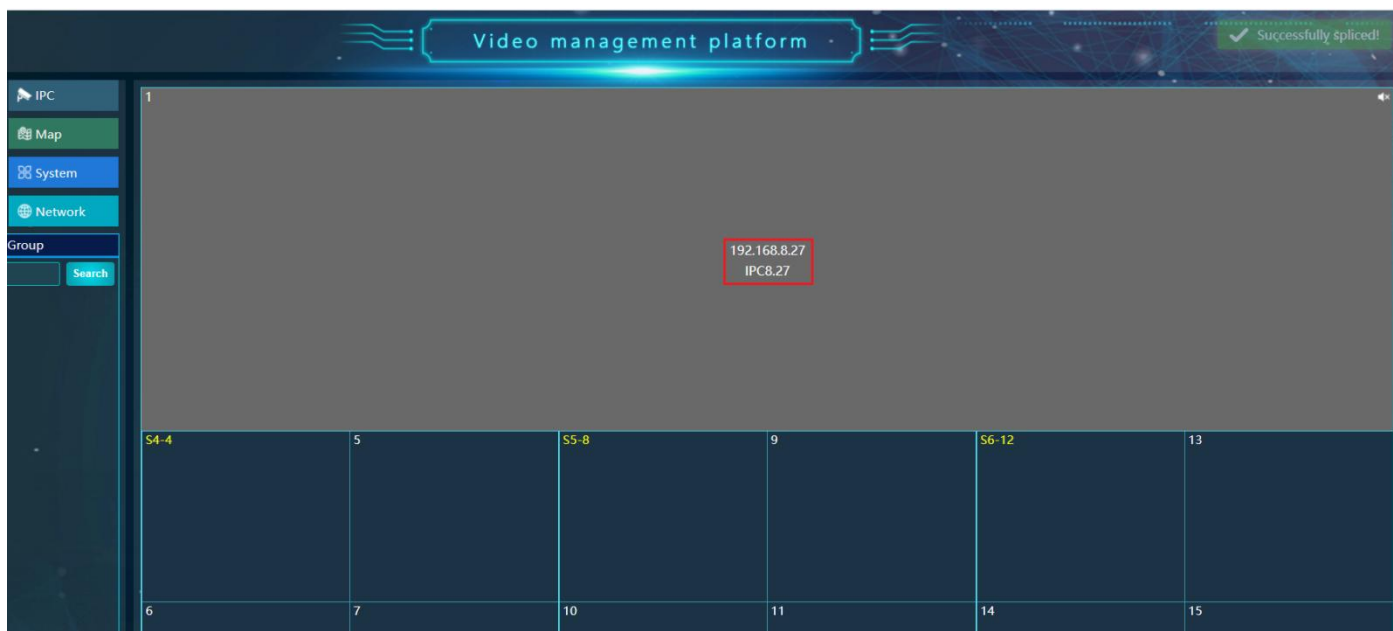 Video management platform
Successfully spliced!
IPC
Map
System
Network
Group
Search
1
192.168.8.27
IPC8.27
S4-4
5
S5-8
9
S6-12
13
6
7
10
11
14
15